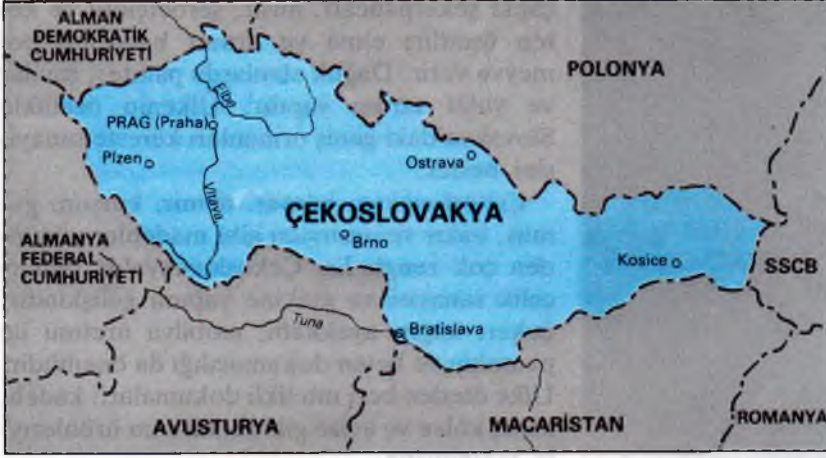 ALMAN
DEMOKRATİK
CUMHURİYETİ
POLONYA
Elbe
PRAĞ (Praha)
Plzen
Vltava
Ostrava
ÇEKOSLOVAKYA
Brno
ALMANYA
FEDERAL
CUMHURİYETİ
Kosice
SSCB
Tuna
Bratislava
AVUSTURYA
MACARİSTAN
ROMANYA